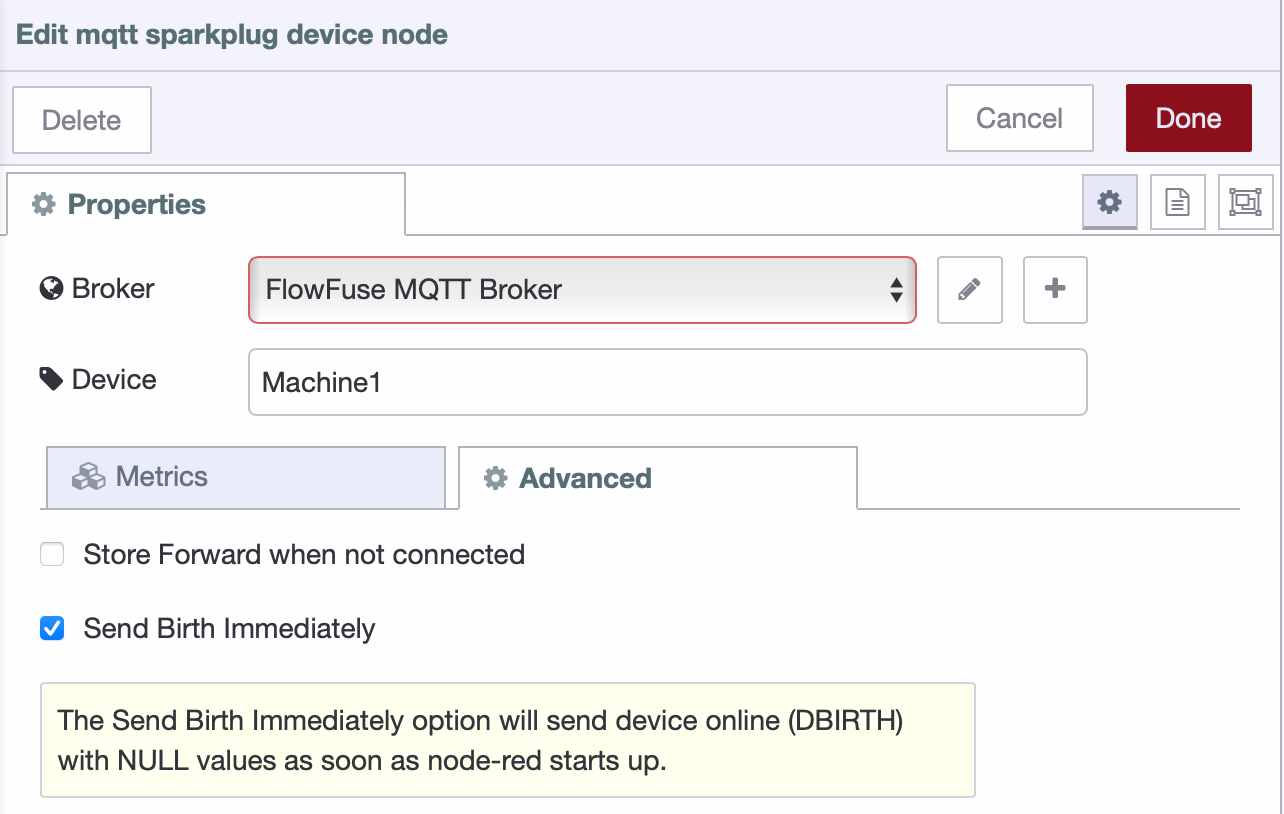 Edit mqtt sparkplug device node
Delete
Cancel
Done
Properties
Broker
FlowFuse MQTT Broker
Device
Machine1
Metrics
Advanced
Store Forward when not connected
Send Birth Immediately
The Send Birth Immediately option will send device online (DBIRTH)
with NULL values as soon as node-red starts up.